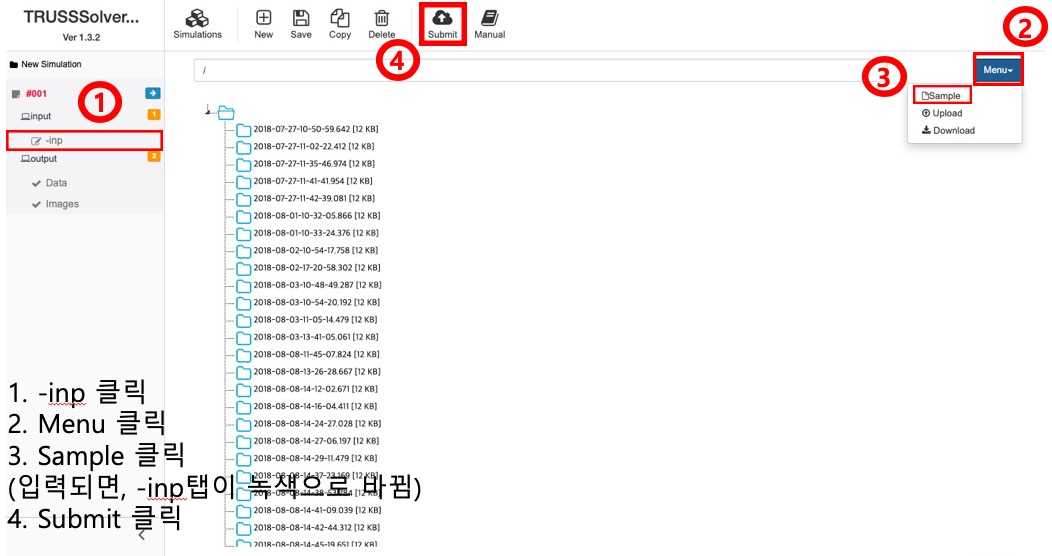 TRUSSSolver...
Ver 1.3.2
Simulations
New
Save
Copy
Delete
Submit
Manual
4
2
New Simulation
/
3
Menu
#001
1
1
input
-inp
output
2
Data
Images
Sample
Upload
Download
2018-07-27-10-50-59.642 [12 KB]
2018-07-27-11-02-22.412 [12 KB]
2018-07-27-11-35-46.974 [12 KB]
2018-07-27-11-41-41.954 [12 KB]
2018-07-27-11-42-39.081 [12 KB]
2018-08-01-10-32-05.866 [12 KB]
2018-08-01-10-33-24.376 [12 KB]
2018-08-02-10-54-17.758 [12 KB]
2018-08-02-17-20-58.302 [12 KB]
2018-08-03-10-48-49.287 [12 KB]
2018-08-03-10-54-20.192 [12 KB]
2018-08-03-11-05-14.479 [12 KB]
2018-08-03-13-41-05.061 [12 KB]
2018-08-08-11-45-07.824 [12 KB]
2018-08-08-13-26-28.667 [12 KB]
2018-08-08-14-12-02.671 [12 KB]
2018-08-08-14-16-04.411 [12 KB]
2018-08-08-14-24-27.028 [12 KB]
2018-08-08-14-27-06.197 [12 KB]
2018-08-08-14-29-11.479 [12 KB]
2018-08-08-14-37-23.169 [12 KB]
2018-08-08-14-38-53.284 [12 KB]
2018-08-08-14-41-09.039 [12 KB]
2018-08-08-14-42-44.312 [12 KB]
2018-08-08-14-45-19.651 [12 KB]
1. -inp 클릭
2. Menu 클릭
3. Sample 클릭
(입력되면, -inp탭이 녹색으로 바뀜)
4. Submit 클릭